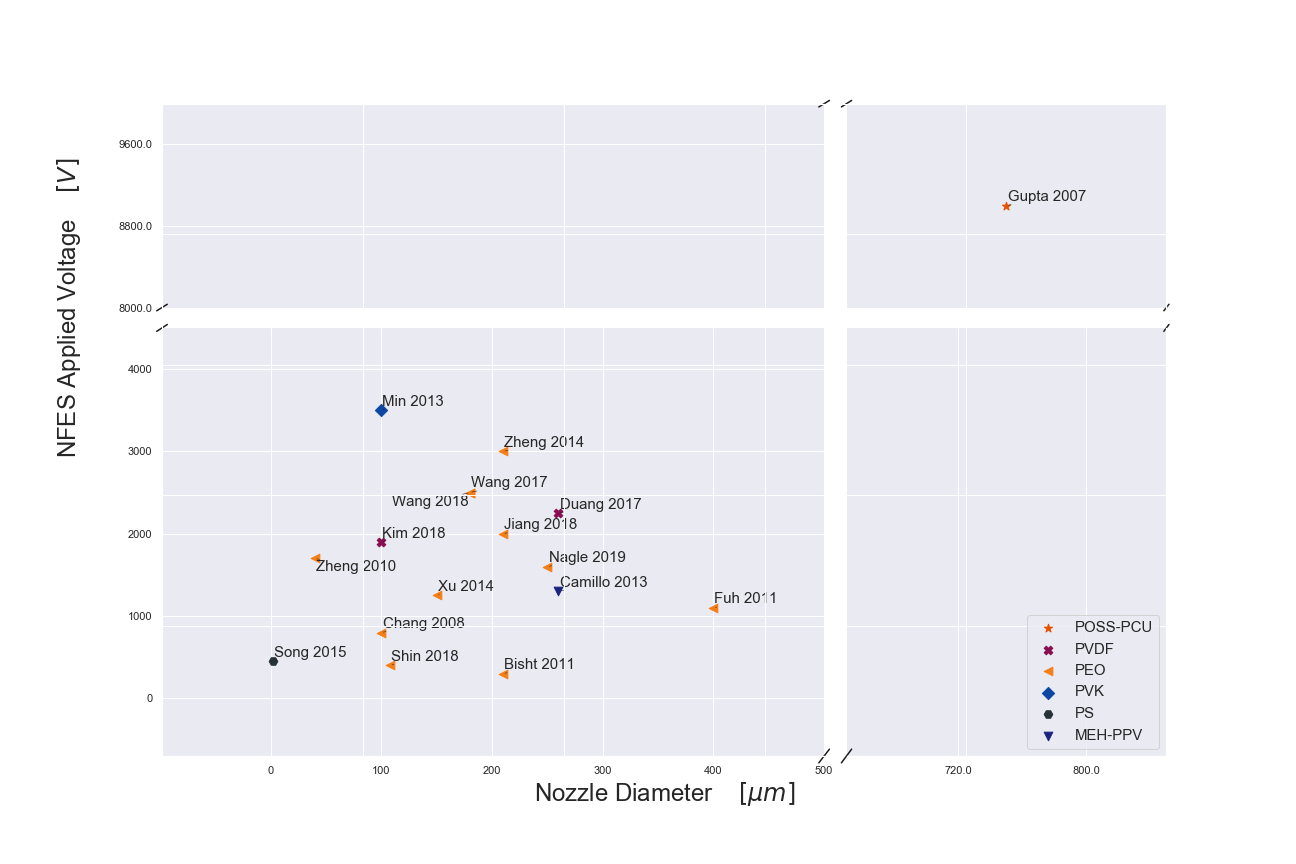 NFES Applied Voltage [V]
9600.0
8800.0
8000.0
Gupta 2007
4000
3000
2000
1000
0
Min 2013
Zheng 2014
Wang 2017
Wang 2018
Duang 2017
Jiang 2018
Kim 2018
Nagle 2019
Zheng 2010
Camillo 2013
Xu 2014
Fuh 2011
Chang 2008
Song 2015
Shin 2018
Bisht 2011
POSS-PCU
PVDF
PEO
PVK
PS
MEH-PPV
0 100 200 300 400 500 720.0 800.0
Nozzle Diameter [μm]